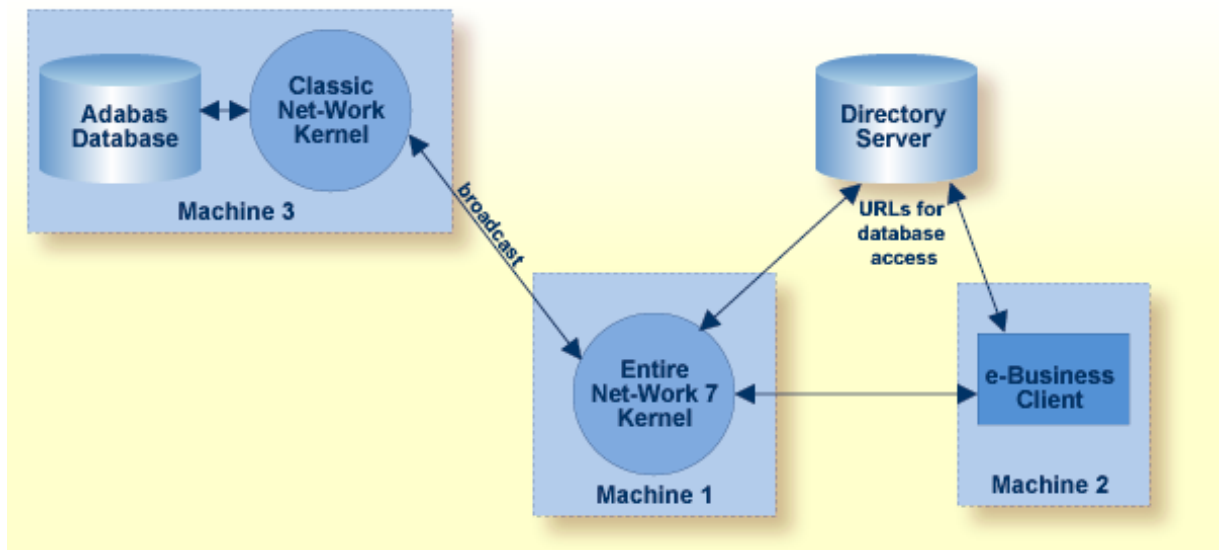 Adabas
Database
Classic
Net-Work
Kernel
Machine 3
broadcast
Directory
Server
URLs for
database
access
Entire
Net-Work 7
Kernel
Machine 1
e-Business
Client
Machine 2